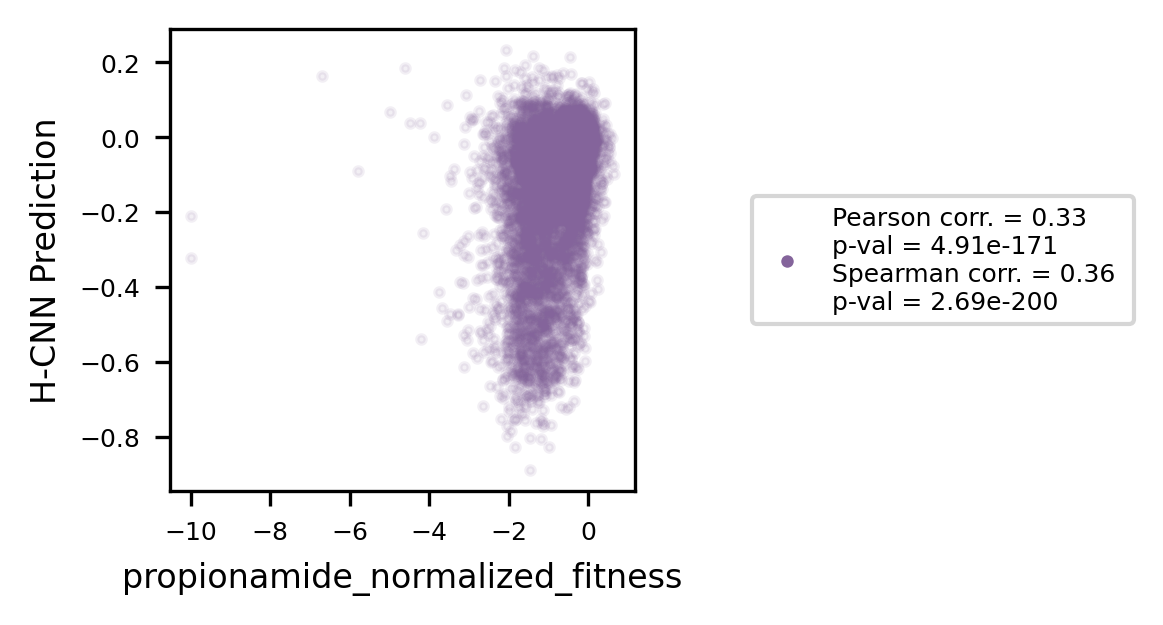 0.2
0.0
−0.2
−0.4
−0.6
−0.8
H-CNN Prediction
−10 −8 −6 −4 −2 0
propionamide_normalized_fitness
Pearson corr. = 0.33
p-val = 4.91e-171
Spearman corr. = 0.36
p-val = 2.69e-200